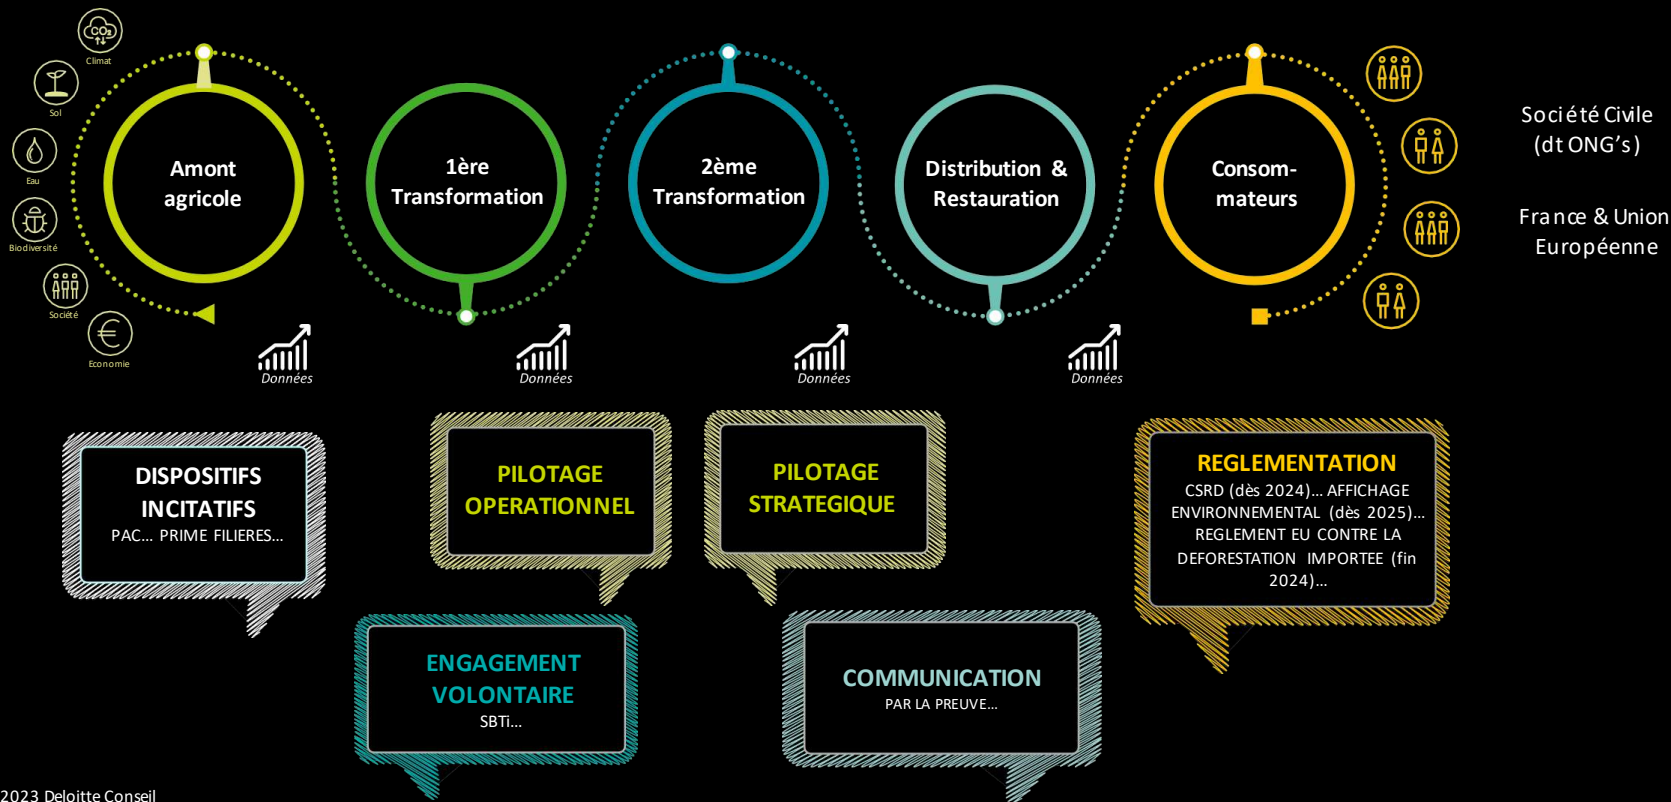 Climat
Sol
Eau
Biodiversité
Société
Economie
Amont
agricole
1ère
Transformation
2ème
Transformation
Distribution &
Restauration
Consom-
mateurs
Société Civile
(dt ONG's)
France & Union
Européenne
Données
Données
Données
Données
DISPOSITIFS
INCITATIFS
PAC... PRIME FILIERES...
PILOTAGE
OPERATIONNEL
PILOTAGE
STRATEGIQUE
REGLEMENTATION
CSRD (dès 2024)... AFFICHAGE
ENVIRONNEMENTAL (dès 2025)...
REGLEMENT EU CONTRE LA
DEFORESTATION IMPORTEE (fin
2024)...
ENGAGEMENT
VOLONTAIRE
SBTi...
COMMUNICATION
PAR LA PREUVE...
2023 Deloitte Conseil